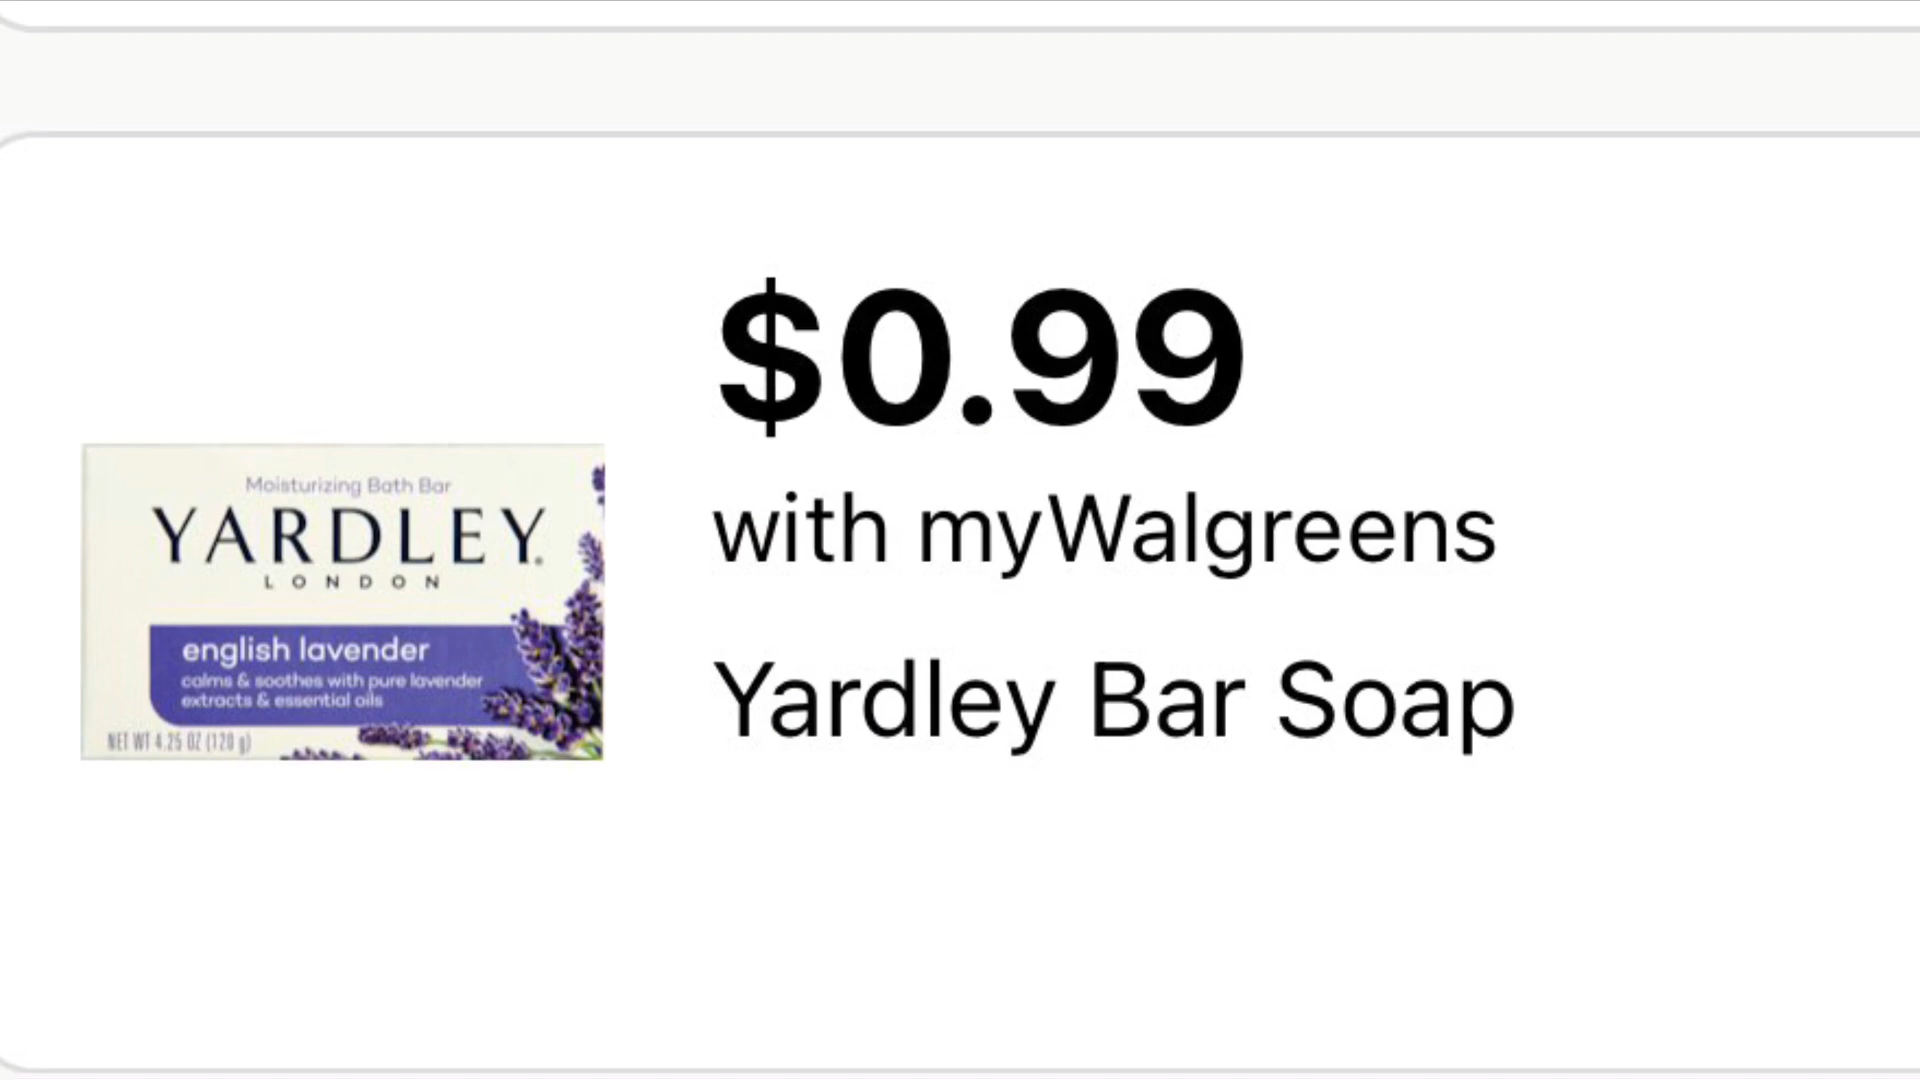 $0.99
with myWalgreens
Yardley Bar Soap
Moisturizing Bath Bar
YARDLEY.
LONDON
english lavender
calms & soothes with pure lavender
extracts & essential oils
NET WT 4.25 OZ (120 g)